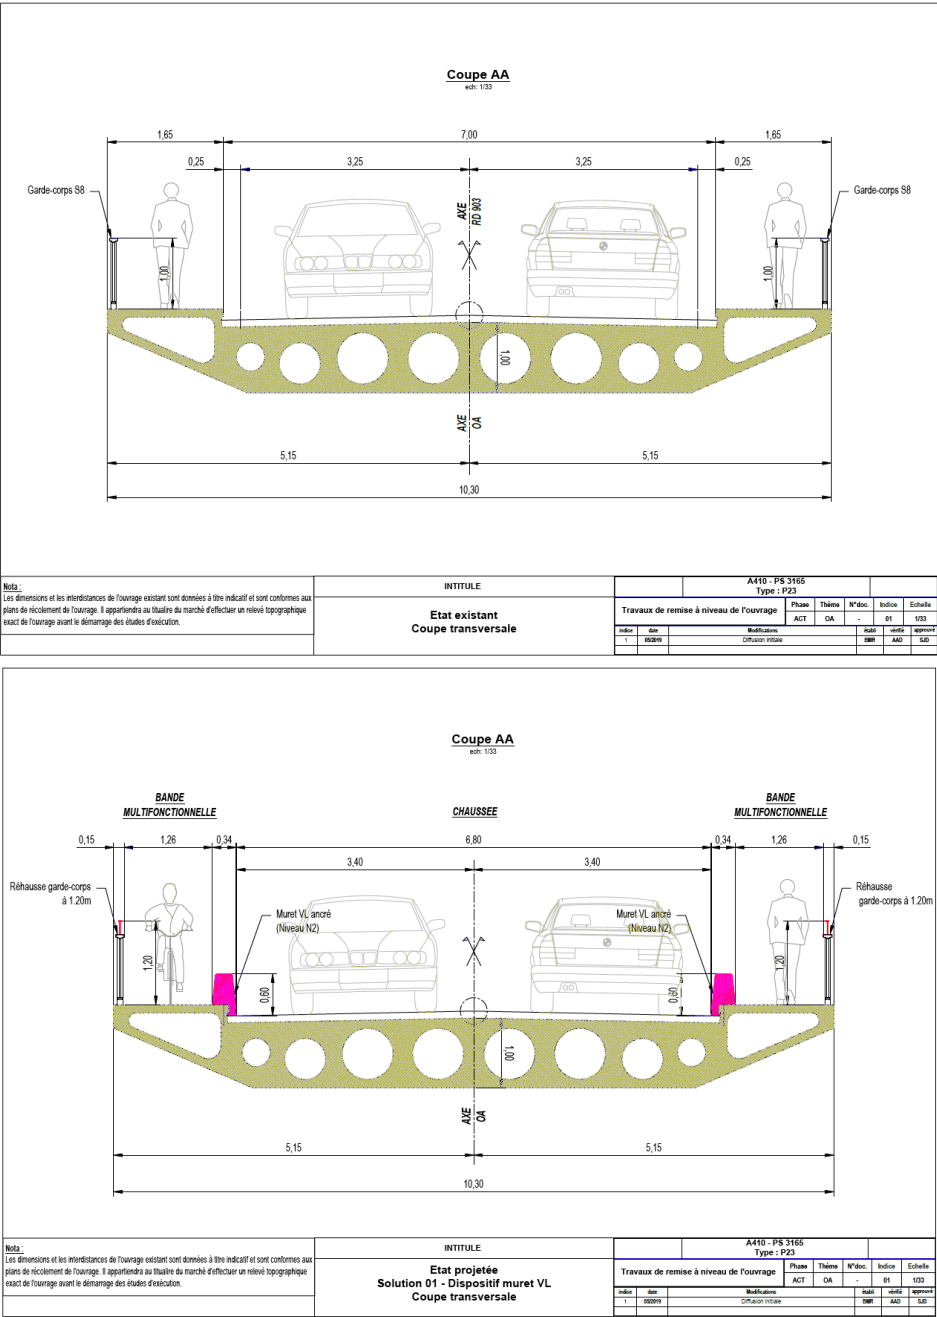 Coupe AA
ech: 1/33
1,65 7,00 1,65
0,25 3,25 3,25 0,25
Garde-corps S8
Garde-corps S8
AXE RD 903
1,00
1,00
1,00
AXE OA
5,15 5,15
10,30
Nota :
Les dimensions et les interdistances de l'ouvrage existant sont données à titre indicatif et sont conformes aux
plans de récolement de l'ouvrage. Il appartiendra au titulaire du marché d'effectuer un relevé topographique
exact de l'ouvrage avant le démarrage des études d'exécution.
INTITULE
Etat existant
Coupe transversale
A410 - PS 3165
Type : P23
Travaux de remise à niveau de l'ouvrage
Phase Thème N°doc. Indice Echelle
ACT OA - 01 1/33
indice date Modifications établi vérifié approuvé
1 05/2019 Diffusion initiale BMR AAD SJD
Coupe AA
ech: 1/33
BANDE
MULTIFONCTIONNELLE
CHAUSSEE
BANDE
MULTIFONCTIONNELLE
0,15 1,26 0,34 6,80 0,34 1,26 0,15
3,40 3,40
Réhausse garde-corps
à 1.20m
Muret VL ancré
(Niveau N2)
Muret VL ancré
(Niveau N2)
Réhausse
garde-corps à 1.20m
1,20
0,60
0,60
1,20
1,00
AXE OA
5,15 5,15
10,30
Nota :
Les dimensions et les interdistances de l'ouvrage existant sont données à titre indicatif et sont conformes aux
plans de récolement de l'ouvrage. Il appartiendra au titulaire du marché d'effectuer un relevé topographique
exact de l'ouvrage avant le démarrage des études d'exécution.
INTITULE
Etat projetée
Solution 01 - Dispositif muret VL
Coupe transversale
A410 - PS 3165
Type : P23
Travaux de remise à niveau de l'ouvrage
Phase Thème N°doc. Indice Echelle
ACT OA - 01 1/33
indice date Modifications établi vérifié approuvé
1 05/2019 Diffusion initiale BMR AAD SJD